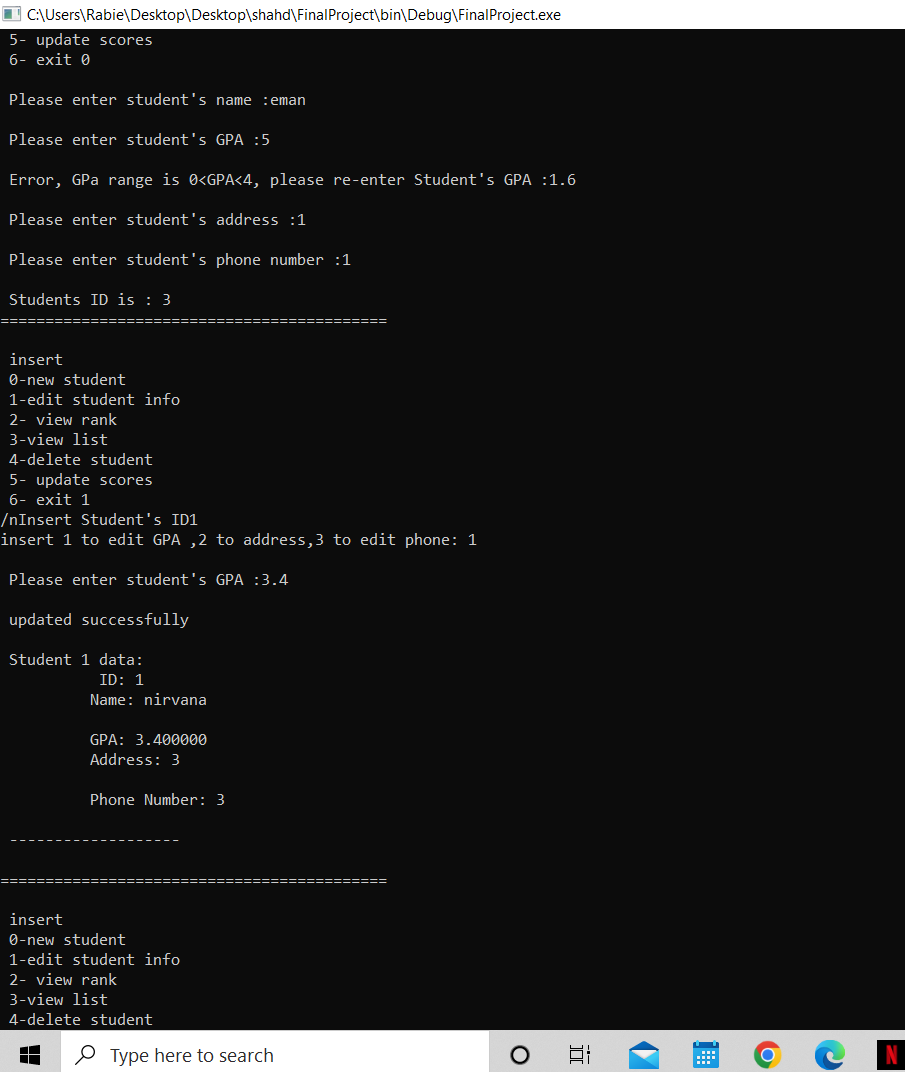 C:\Users\Rabie\Desktop\Desktop\shahd\FinalProject\bin\Debug\FinalProject.exe
5- update scores
6- exit 0
Please enter student's name :eman
Please enter student's GPA :5
Error, GPa range is 0<GPA<4, please re-enter Student's GPA :1.6
Please enter student's address :1
Please enter student's phone number :1
Students ID is : 3
===========================================
insert
0-new student
1-edit student info
2- view rank
3-view list
4-delete student
5- update scores
6- exit 1
/nInsert Student's ID1
insert 1 to edit GPA ,2 to address,3 to edit phone: 1
Please enter student's GPA :3.4
updated successfully
Student 1 data:
ID: 1
Name: nirvana
GPA: 3.400000
Address: 3
Phone Number: 3
-------------------
===========================================
insert
0-new student
1-edit student info
2- view rank
3-view list
4-delete student
Type here to search
N